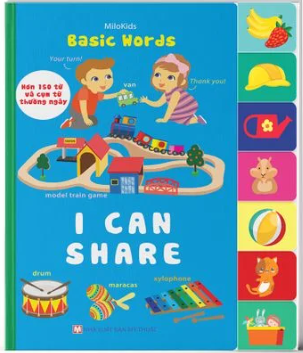 MiloKids
Basic Words
Your turn!
van
Thank you!
Hơn 150 từ
và cụm từ
thường ngày
model train game
I CAN
SHARE
drum
maracas
xylophone